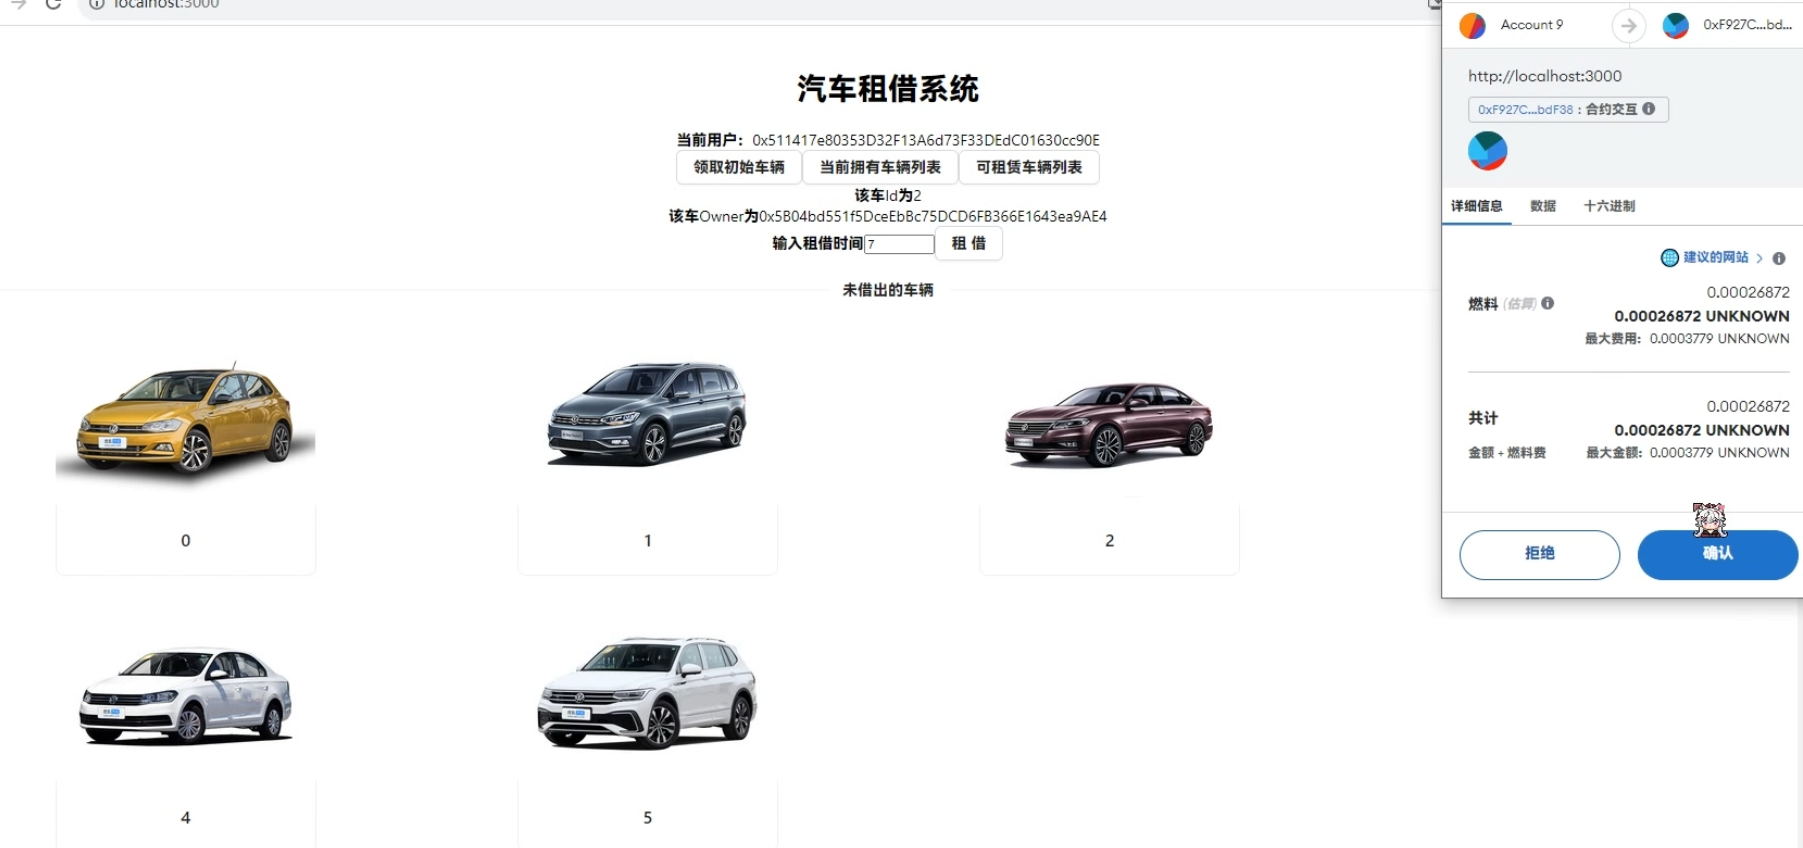 localhost:3000
汽车租借系统
当前用户：0x511417e80353D32F13A6d73F33DEdC01630cc90E
领取初始车辆 当前拥有车辆列表 可租赁车辆列表
该车Id为2
该车Owner为0x5B04bd551f5DceEbBc75DCD6FB366E1643ea9AE4
输入租借时间 7 租 借
未借出的车辆
0
1
2
4
5
Account 9
0xF927C...bd...
http://localhost:3000
0xF927C...bdF38 : 合约交互
详细信息 数据 十六进制
建议的网站 >
0.00026872
燃料 (估算)
0.00026872 UNKNOWN
最大费用: 0.0003779 UNKNOWN
0.00026872
共计
0.00026872 UNKNOWN
金额 + 燃料费 最大金额: 0.0003779 UNKNOWN
拒绝 确认